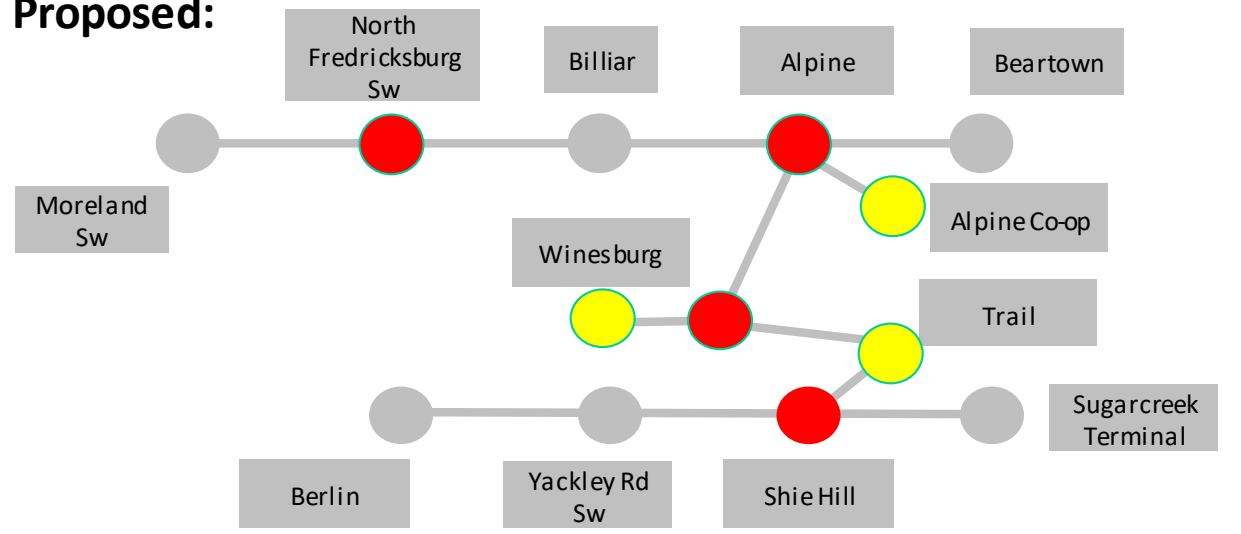 Proposed:
North
Fredricksburg
Sw
Billiar
Alpine
Beartown
Moreland
Sw
Alpine Co-op
Winesburg
Trail
Sugarcreek
Terminal
Berlin
Yackley Rd
Sw
Shie Hill